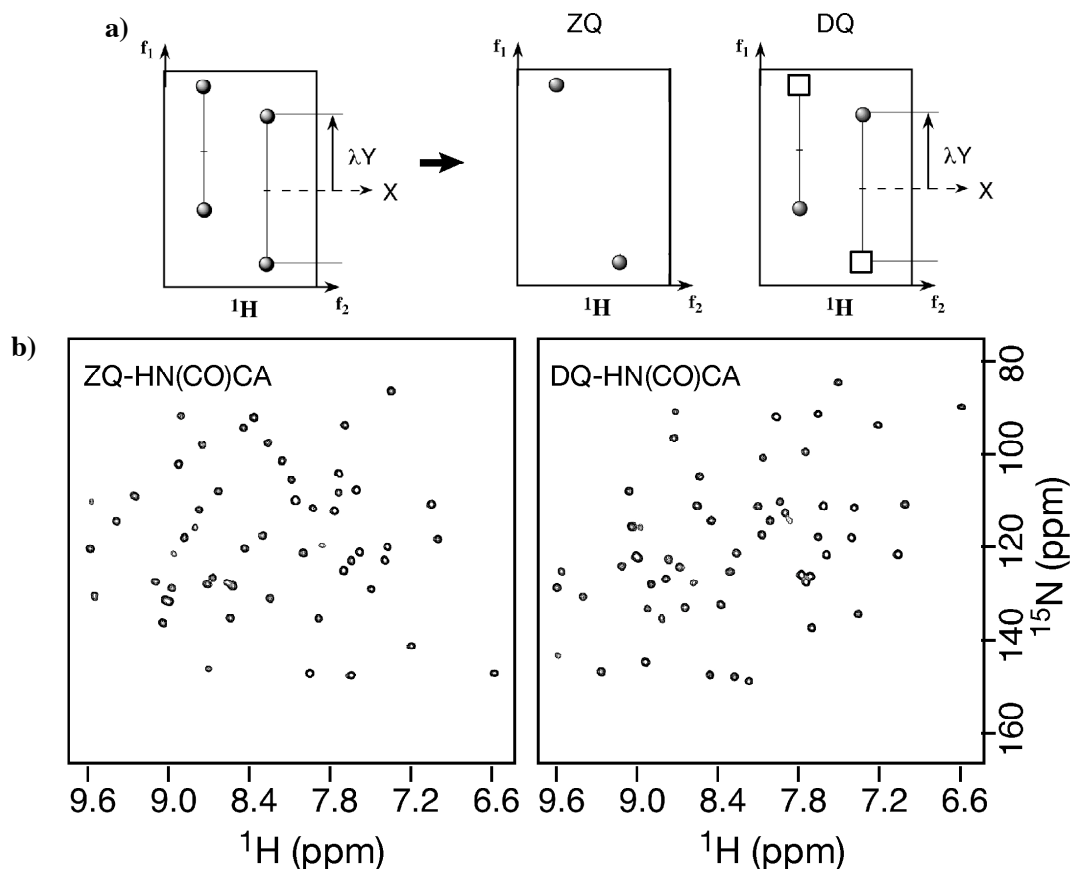 a)
ZQ
DQ
f₁
f₁
f₁
λY
X
λY
X
¹H
f₂
¹H
f₂
¹H
f₂
b)
ZQ-HN(CO)CA
DQ-HN(CO)CA
80
100
120
140
160
¹⁵N (ppm)
9.6 9.0 8.4 7.8 7.2 6.6
9.6 9.0 8.4 7.8 7.2 6.6
¹H (ppm)
¹H (ppm)